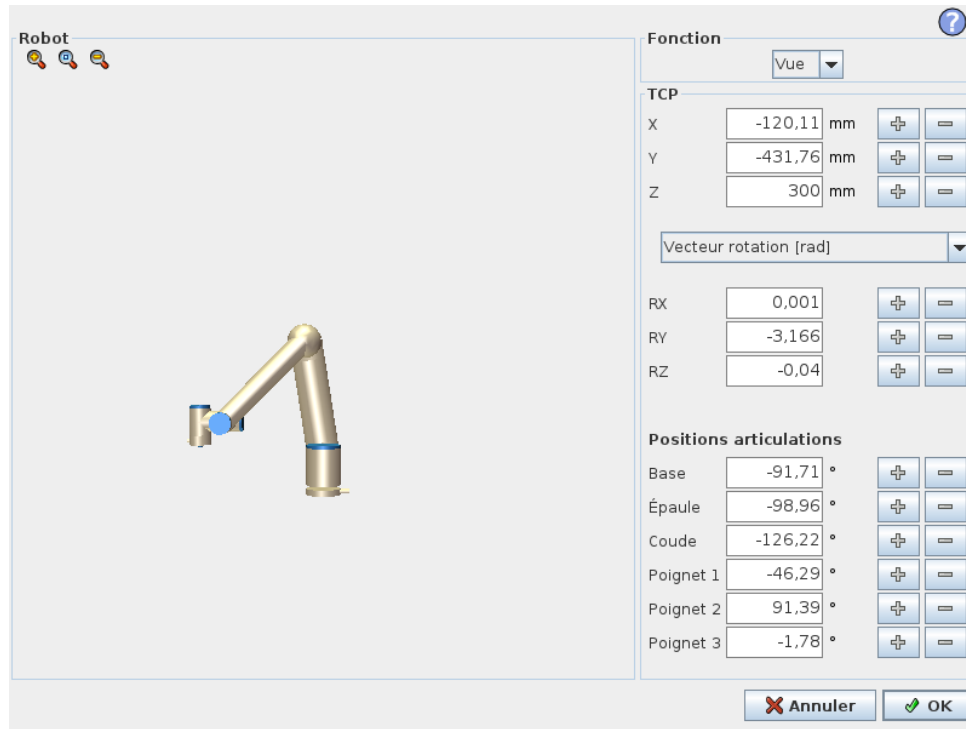 Robot
Fonction
Vue
TCP
X -120,11 mm
Y -431,76 mm
Z 300 mm
Vecteur rotation [rad]
RX 0,001
RY -3,166
RZ -0,04
Positions articulations
Base -91,71 °
Épaule -98,96 °
Coude -126,22 °
Poignet 1 -46,29 °
Poignet 2 91,39 °
Poignet 3 -1,78 °
Annuler OK